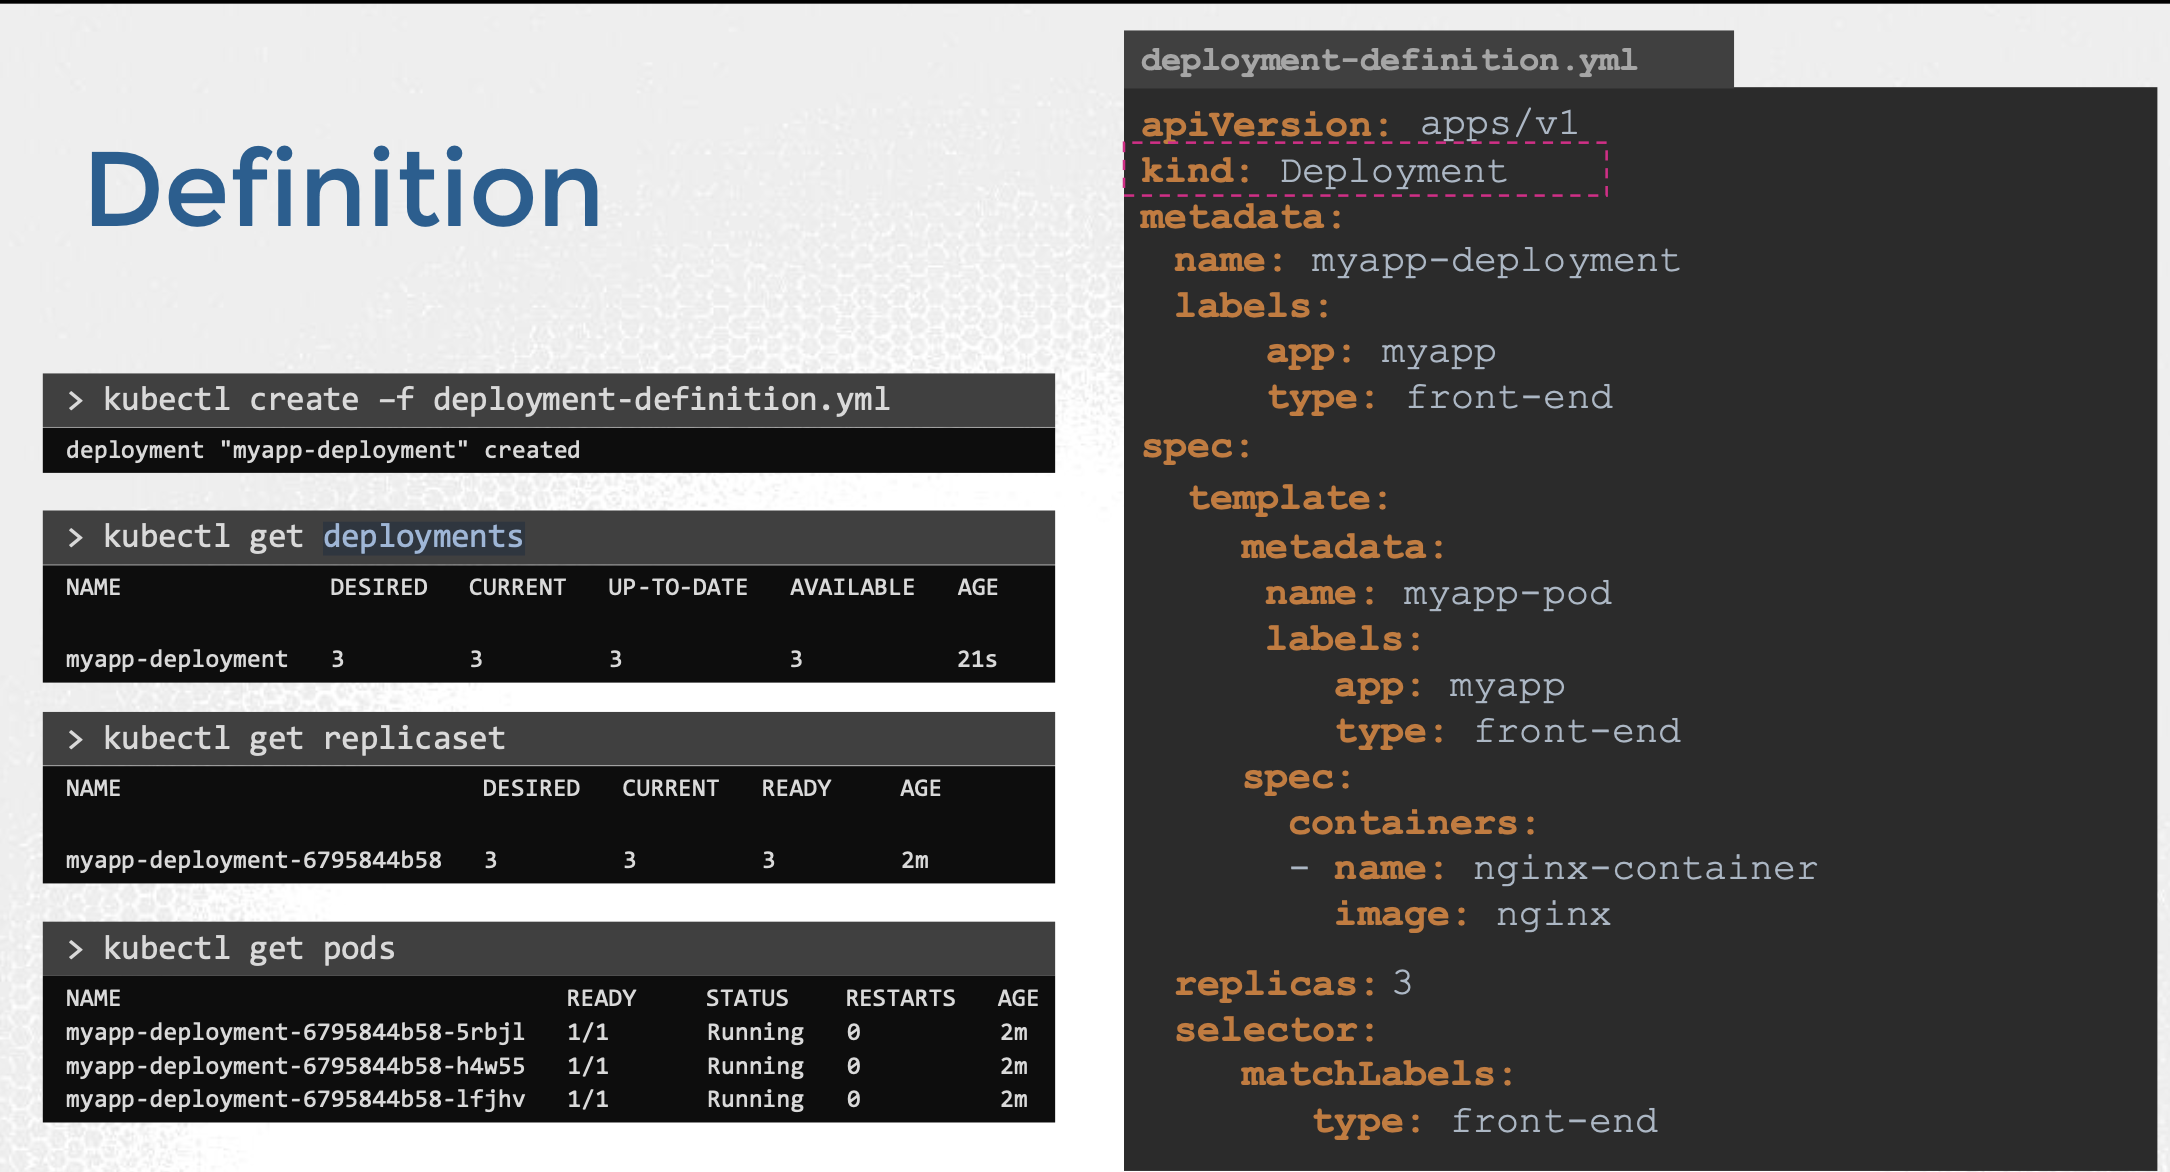 Definition
> kubectl create –f deployment-definition.yml
deployment "myapp-deployment" created
> kubectl get deployments
NAME DESIRED CURRENT UP-TO-DATE AVAILABLE AGE
myapp-deployment 3 3 3 3 21s
> kubectl get replicaset
NAME DESIRED CURRENT READY AGE
myapp-deployment-6795844b58 3 3 3 2m
> kubectl get pods
NAME READY STATUS RESTARTS AGE
myapp-deployment-6795844b58-5rbjl 1/1 Running 0 2m
myapp-deployment-6795844b58-h4w55 1/1 Running 0 2m
myapp-deployment-6795844b58-lfjhv 1/1 Running 0 2m
deployment-definition.yml
apiVersion: apps/v1
kind: Deployment
metadata:
name: myapp-deployment
labels:
app: myapp
type: front-end
spec:
template:
metadata:
name: myapp-pod
labels:
app: myapp
type: front-end
spec:
containers:
- name: nginx-container
image: nginx
replicas: 3
selector:
matchLabels:
type: front-end